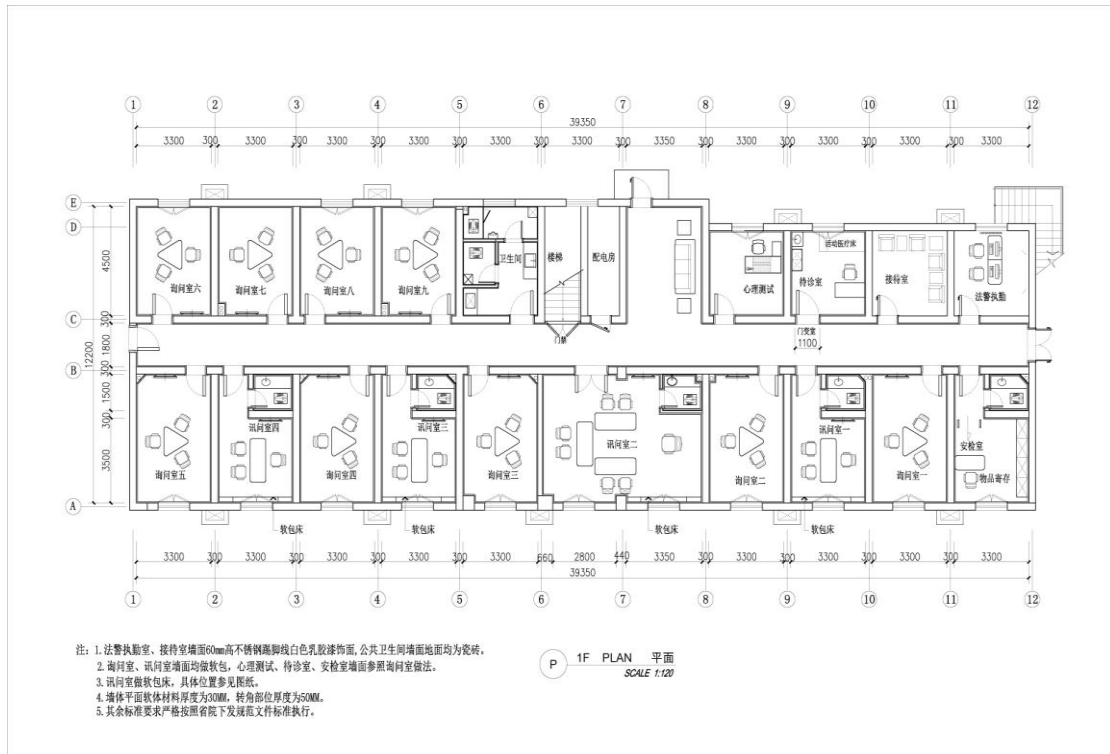 1 2 3 4 5 6 7 8 9 10 11 12
39350
3300 300 3300 300 3300 300 3300 300 3300 300 3300 300 3350 300 3300 300 3300 300 3300 300 3300
E
D
C
B
A
12200
4500
300
1800
300
1500
300
3500
询问室六
询问室七
询问室八
询问室九
卫生间
楼梯
配电房
心理测试
活动医疗床
待诊室
接待室
法警执勤
门禁
1100
询问室五
讯问室四
询问室四
讯问室三
询问室三
讯问室二
询问室二
讯问室一
询问室一
安检室
物品寄存
软包床
软包床
软包床
软包床
3300 300 3300 300 3300 300 3300 300 3300 660 2800 440 3350 300 3300 300 3300 300 3300 300 3300
39350
1 2 3 4 5 6 7 8 9 10 11 12
注：1.法警执勤室、接待室墙面60mm高不锈钢踢脚线白色乳胶漆饰面,公共卫生间墙面地面均为瓷砖。
2.询问室、讯问室墙面均做软包，心理测试、待诊室、安检室墙面参照询问室做法。
3.讯问室做软包床，具体位置参见图纸。
4.墙体平面软体材料厚度为30MM，转角部位厚度为50MM。
5.其余标准要求严格按照省院下发规范文件标准执行。
P 1F PLAN 平面
SCALE 1:120